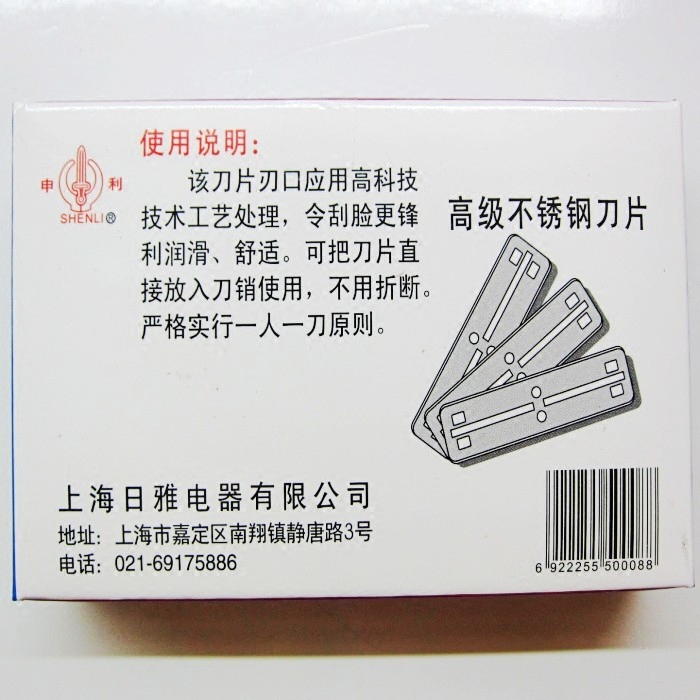 申利
SHENLI®
使用说明:
该刀片刃口应用高科技
技术工艺处理，令刮脸更锋
利润滑、舒适。可把刀片直
接放入刀销使用，不用折断。
严格实行一人一刀原则。
高级不锈钢刀片
上海日雅电器有限公司
地址: 上海市嘉定区南翔镇静唐路3号
电话: 021-69175886
6 922255 500088